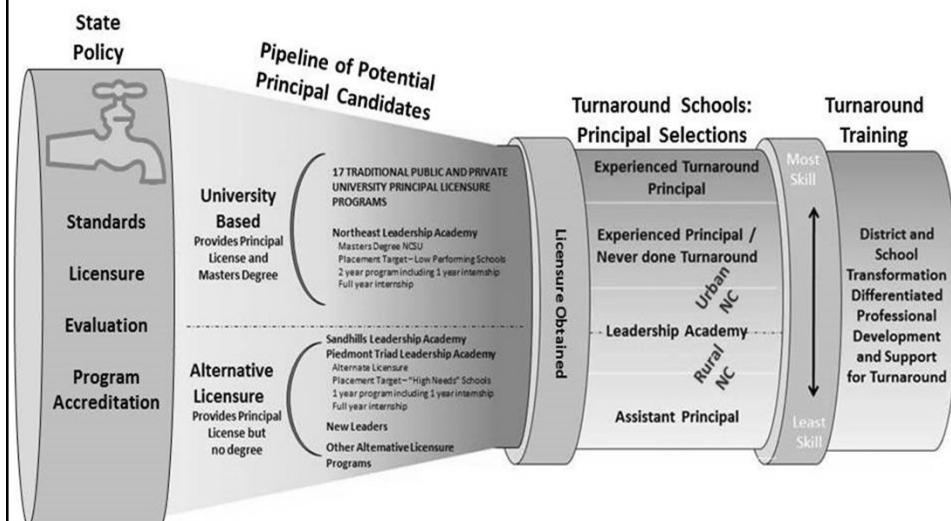 State
Policy
Standards
Licensure
Evaluation
Program
Accreditation
Pipeline of Potential
Principal Candidates
University
Based
Provides Principal
License and
Masters Degree
17 TRADITIONAL PUBLIC AND PRIVATE
UNIVERSITY PRINCIPAL LICENSURE
PROGRAMS
Northeast Leadership Academy
Masters Degree NCSU
Placement Target – Low Performing Schools
2 year program including 1 year internship
Full year internship
Alternative
Licensure
Provides Principal
License but
no degree
Sandhills Leadership Academy
Piedmont Triad Leadership Academy
Alternate Licensure
Placement Target – "High Needs" Schools
1 year program including 1 year internship
Full year internship
New Leaders
Other Alternative Licensure
Programs
Licensure Obtained
Turnaround Schools:
Principal Selections
Experienced Turnaround
Principal
Experienced Principal /
Never done Turnaround
Urban
NC
Leadership Academy
Rural
NC
Assistant Principal
Most
Skill
Least
Skill
Turnaround
Training
District and
School
Transformation
Differentiated
Professional
Development
and Support
for Turnaround